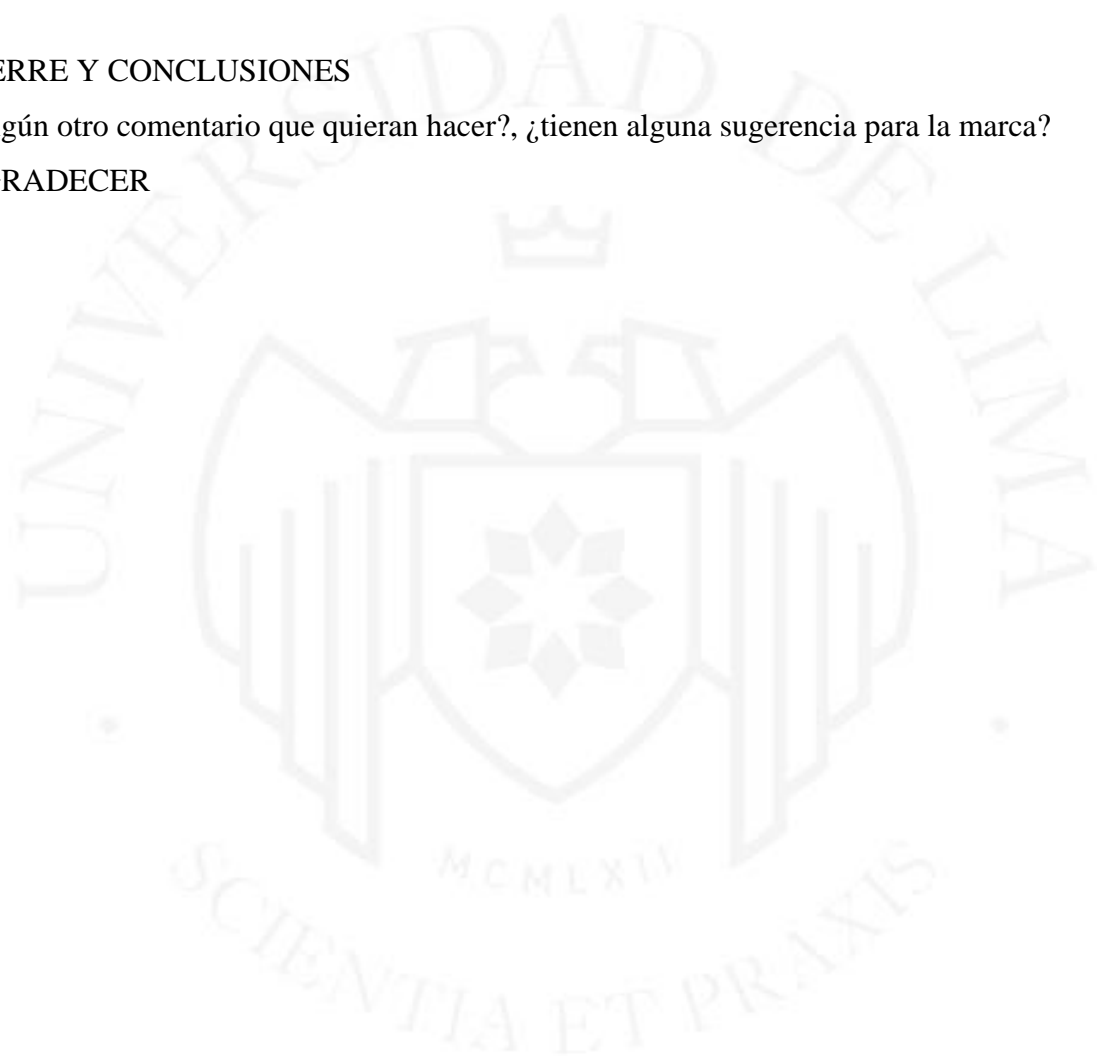 ERRE Y CONCLUSIONES
gún otro comentario que quieran hacer?, ¿tienen alguna sugerencia para la marca?
RADECER
UNIVERSIDAD DE LIMA
MCMLXII
SCIENTIA ET PRAXIS